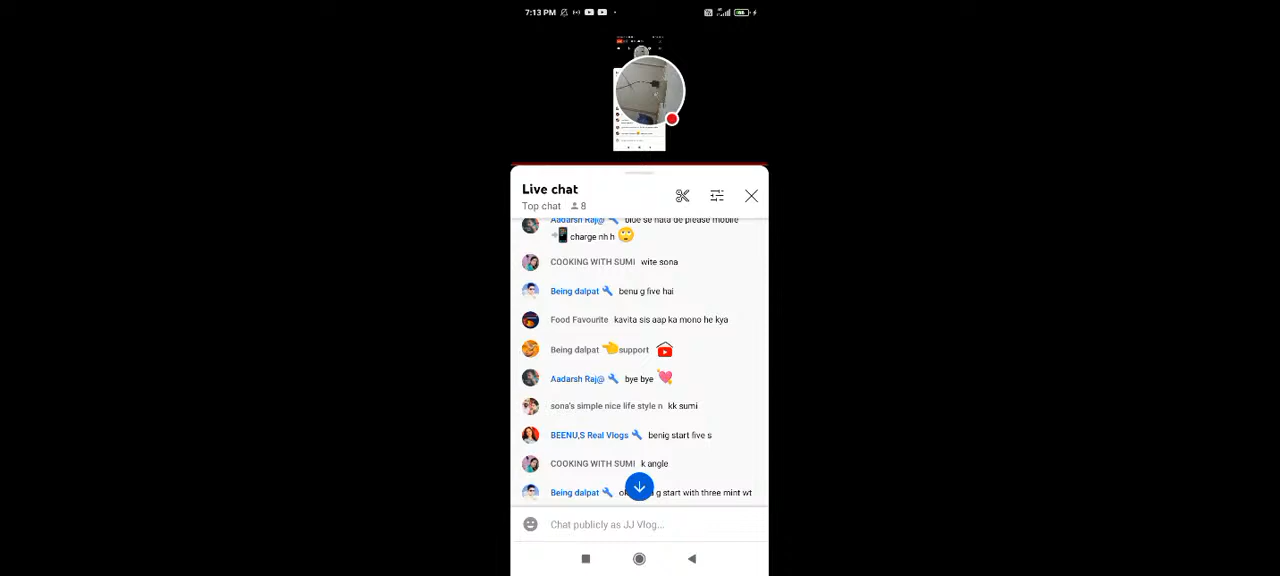 7:13 PM
Live chat
Top chat 8
Aadarsh Raj@ blue se hata de please mobile
charge nh h
COOKING WITH SUMI wite sona
Being dalpat benu g five hai
Food Favourite kavita sis aap ka mono he kya
Being dalpat support
Aadarsh Raj@ bye bye
sona's simple nice life style n kk sumi
BEENU,S Real Vlogs benig start five s
COOKING WITH SUMI k angle
Being dalpat g start with three mint wt
Chat publicly as JJ Vlog...